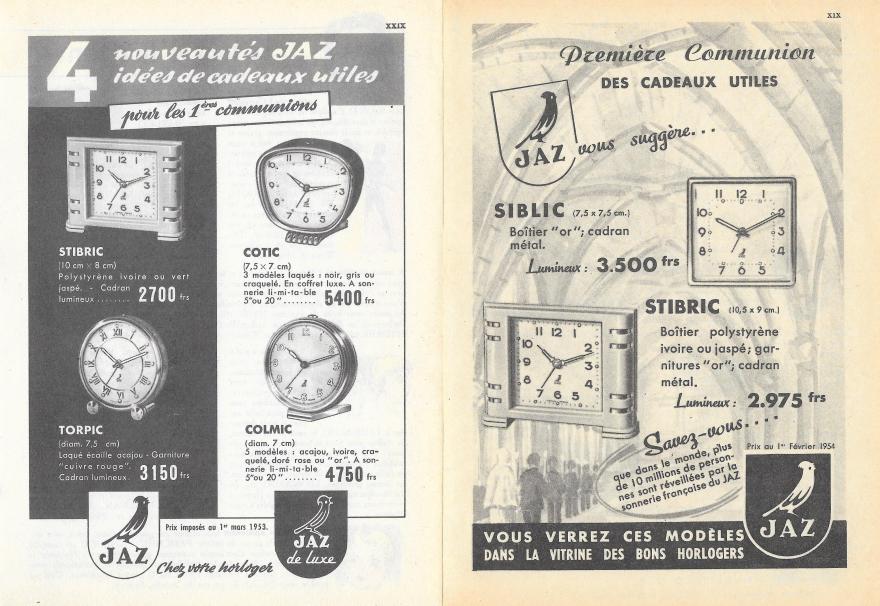 XXIX
4 nouveautés JAZ
idées de cadeaux utiles
pour les 1ères communions
STIBRIC
(10 cm × 8 cm)
Polystyrène ivoire ou vert
jaspé. - Cadran
lumineux ........ 2700 frs
COTIC
(7,5 × 7 cm)
3 modèles laqués : noir, gris ou
craquelé. En coffret luxe. A son-
nerie li-mi-ta-ble
5"ou 20" ........ 5400 frs
TORPIC
(diam. 7,5 cm)
Laqué écaille acajou - Garniture
"cuivre rouge".
Cadran lumineux. 3150 frs
COLMIC
(diam. 7 cm)
5 modèles : acajou, ivoire, cra-
quelé, doré rose ou "or". A son-
nerie li-mi-ta-ble
5"ou 20" ........ 4750 frs
JAZ
Prix imposés au 1er mars 1953.
Chez votre horloger
JAZ
de luxe
XIX
Première Communion
DES CADEAUX UTILES
JAZ vous suggère...
SIBLIC (7,5 x 7,5 cm.)
Boîtier "or"; cadran
métal.
Lumineux : 3.500 frs
STIBRIC (10,5 x 9 cm.)
Boîtier polystyrène
ivoire ou jaspé; gar-
nitures "or"; cadran
métal.
Lumineux : 2.975 frs
Savez-vous....
que dans le monde, plus
de 10 millions de person-
nes sont réveillées par la
sonnerie française du JAZ
Prix au 1er Février 1954
JAZ
VOUS VERREZ CES MODÈLES
DANS LA VITRINE DES BONS HORLOGERS